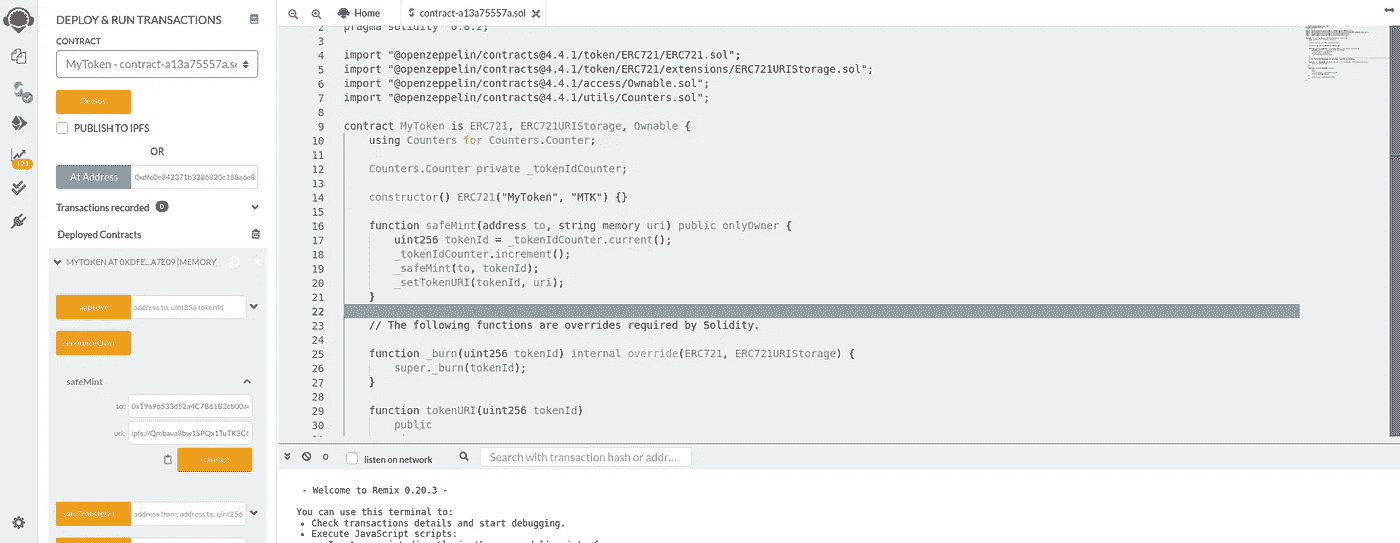 DEPLOY & RUN TRANSACTIONS
CONTRACT
MyToken - contract-a13a75557a.so
Deploy
PUBLISH TO IPFS
OR
At Address
0xdfe0e842371b3286820c188a6e8
Transactions recorded 0
Deployed Contracts
MYTOKEN AT 0XDFE...A7E09 (MEMORY
approve
address to, uint256 tokenId
renounceOwn
safeMint
to: 0x19a96533d52a4C7B61B2cb00a
uri: ipfs://Qmbava8bw1SPQx1TuTK3C
transact
safeTransferFr
address from, address to, uint256
121
Home
contract-a13a75557a.sol
2 pragma solidity ^0.8.2;
3
4 import "@openzeppelin/contracts@4.4.1/token/ERC721/ERC721.sol";
5 import "@openzeppelin/contracts@4.4.1/token/ERC721/extensions/ERC721URIStorage.sol";
6 import "@openzeppelin/contracts@4.4.1/access/Ownable.sol";
7 import "@openzeppelin/contracts@4.4.1/utils/Counters.sol";
8
9 contract MyToken is ERC721, ERC721URIStorage, Ownable {
10 using Counters for Counters.Counter;
11
12 Counters.Counter private _tokenIdCounter;
13
14 constructor() ERC721("MyToken", "MTK") {}
15
16 function safeMint(address to, string memory uri) public onlyOwner {
17 uint256 tokenId = _tokenIdCounter.current();
18 _tokenIdCounter.increment();
19 _safeMint(to, tokenId);
20 _setTokenURI(tokenId, uri);
21 }
22
23 // The following functions are overrides required by Solidity.
24
25 function _burn(uint256 tokenId) internal override(ERC721, ERC721URIStorage) {
26 super._burn(tokenId);
27 }
28
29 function tokenURI(uint256 tokenId)
30 public
0
listen on network
Search with transaction hash or addr...
- Welcome to Remix 0.20.3 -
You can use this terminal to:
• Check transactions details and start debugging.
• Execute JavaScript scripts: